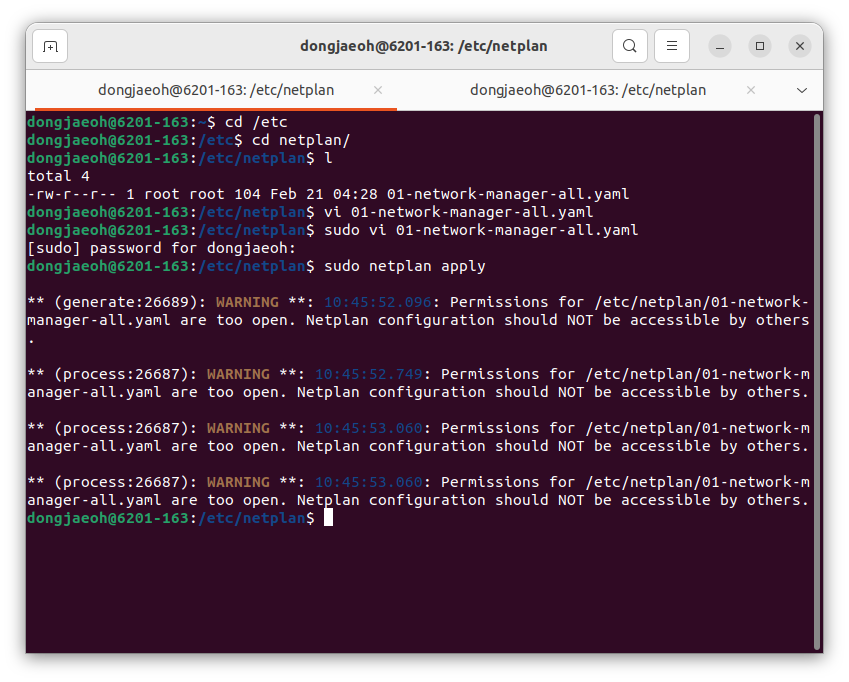 dongjaeoh@6201-163: /etc/netplan
dongjaeoh@6201-163: /etc/netplan
dongjaeoh@6201-163: /etc/netplan
dongjaeoh@6201-163:~$ cd /etc
dongjaeoh@6201-163:/etc$ cd netplan/
dongjaeoh@6201-163:/etc/netplan$ l
total 4
-rw-r--r-- 1 root root 104 Feb 21 04:28 01-network-manager-all.yaml
dongjaeoh@6201-163:/etc/netplan$ vi 01-network-manager-all.yaml
dongjaeoh@6201-163:/etc/netplan$ sudo vi 01-network-manager-all.yaml
[sudo] password for dongjaeoh:
dongjaeoh@6201-163:/etc/netplan$ sudo netplan apply
** (generate:26689): WARNING **: 10:45:52.096: Permissions for /etc/netplan/01-network-
manager-all.yaml are too open. Netplan configuration should NOT be accessible by others
.
** (process:26687): WARNING **: 10:45:52.749: Permissions for /etc/netplan/01-network-m
anager-all.yaml are too open. Netplan configuration should NOT be accessible by others.
** (process:26687): WARNING **: 10:45:53.060: Permissions for /etc/netplan/01-network-m
anager-all.yaml are too open. Netplan configuration should NOT be accessible by others.
** (process:26687): WARNING **: 10:45:53.060: Permissions for /etc/netplan/01-network-m
anager-all.yaml are too open. Netplan configuration should NOT be accessible by others.
dongjaeoh@6201-163:/etc/netplan$